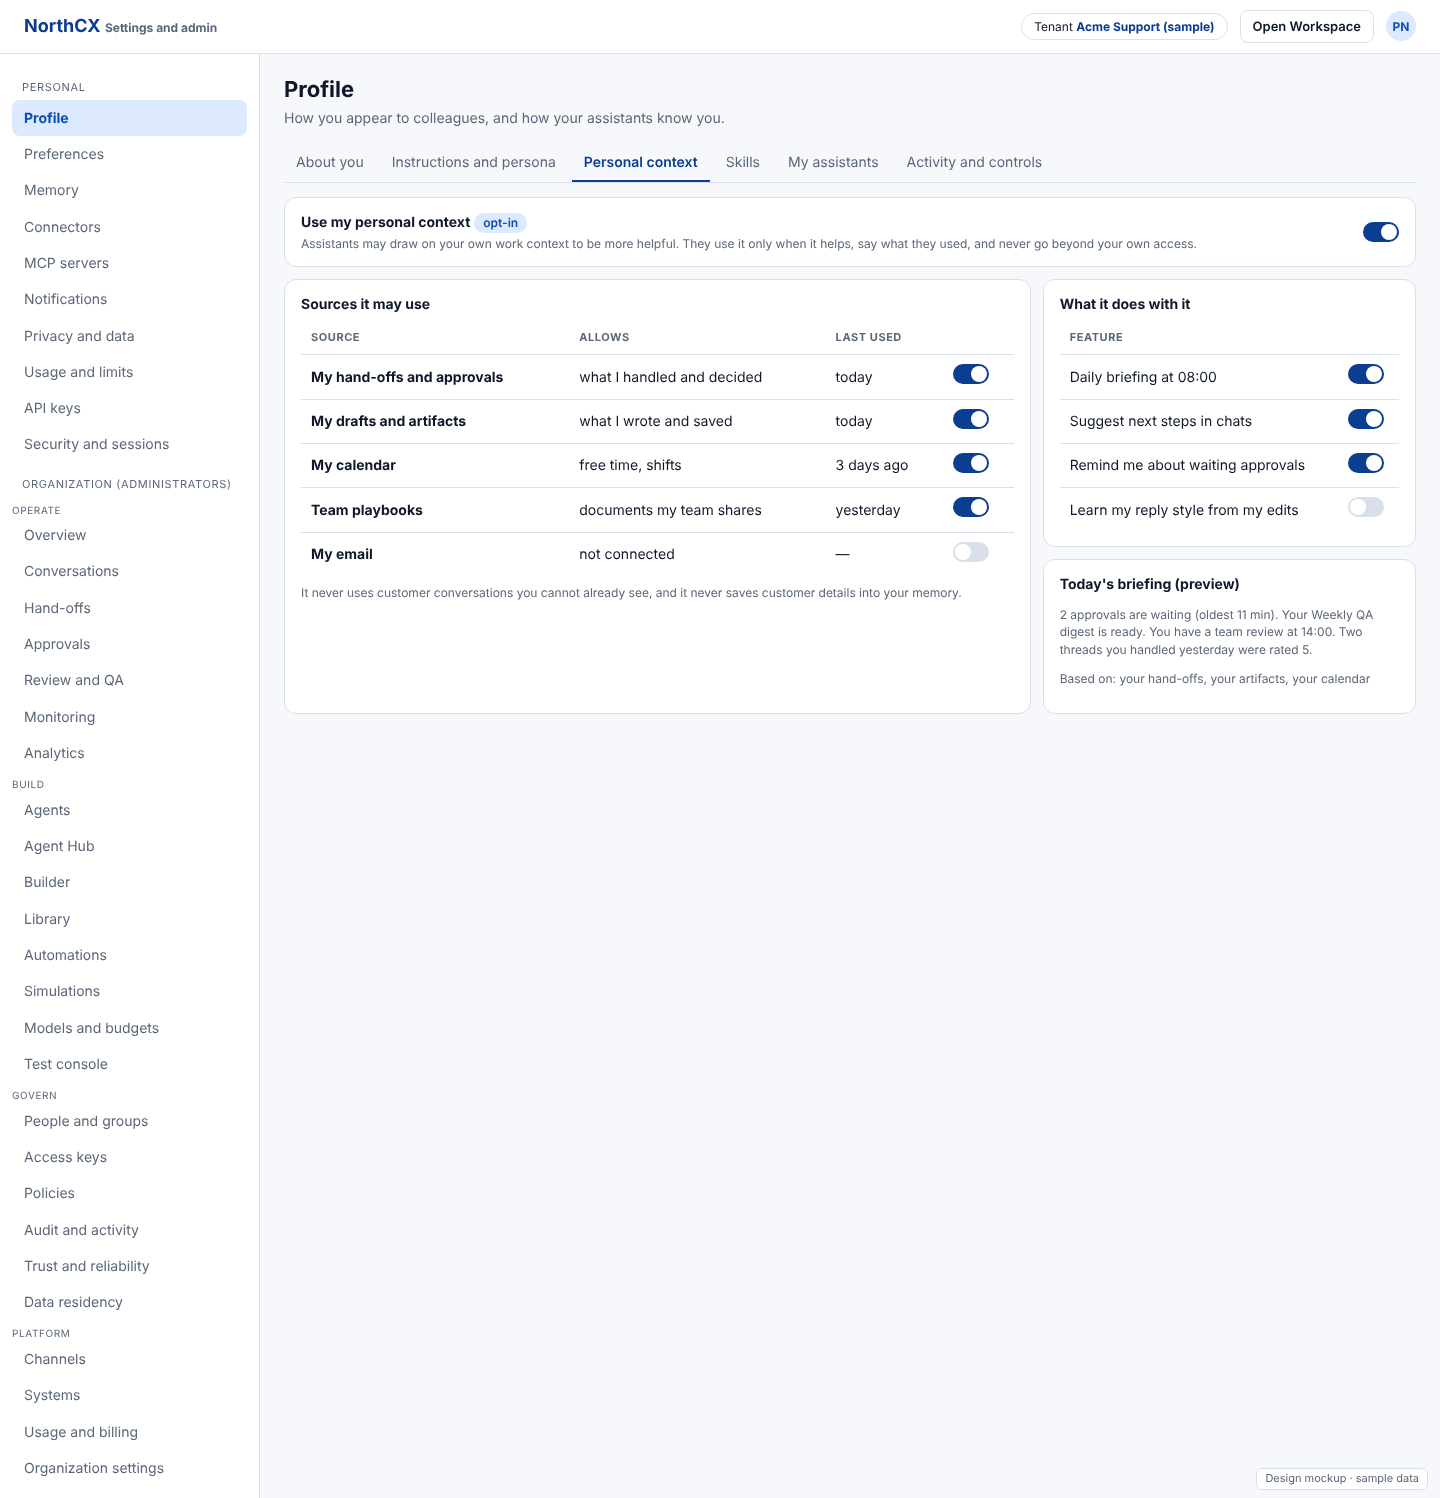 NorthCX Settings and admin
Tenant Acme Support (sample)
Open Workspace
PN
PERSONAL
Profile
Preferences
Memory
Connectors
MCP servers
Notifications
Privacy and data
Usage and limits
API keys
Security and sessions
ORGANIZATION (ADMINISTRATORS)
OPERATE
Overview
Conversations
Hand-offs
Approvals
Review and QA
Monitoring
Analytics
BUILD
Agents
Agent Hub
Builder
Library
Automations
Simulations
Models and budgets
Test console
GOVERN
People and groups
Access keys
Policies
Audit and activity
Trust and reliability
Data residency
PLATFORM
Channels
Systems
Usage and billing
Organization settings
Profile
How you appear to colleagues, and how your assistants know you.
About you Instructions and persona Personal context Skills My assistants Activity and controls
Use my personal context opt-in
Assistants may draw on your own work context to be more helpful. They use it only when it helps, say what they used, and never go beyond your own access.
Sources it may use
SOURCE ALLOWS LAST USED
My hand-offs and approvals what I handled and decided today
My drafts and artifacts what I wrote and saved today
My calendar free time, shifts 3 days ago
Team playbooks documents my team shares yesterday
My email not connected —
It never uses customer conversations you cannot already see, and it never saves customer details into your memory.
What it does with it
FEATURE
Daily briefing at 08:00
Suggest next steps in chats
Remind me about waiting approvals
Learn my reply style from my edits
Today's briefing (preview)
2 approvals are waiting (oldest 11 min). Your Weekly QA
digest is ready. You have a team review at 14:00. Two
threads you handled yesterday were rated 5.
Based on: your hand-offs, your artifacts, your calendar
Design mockup · sample data